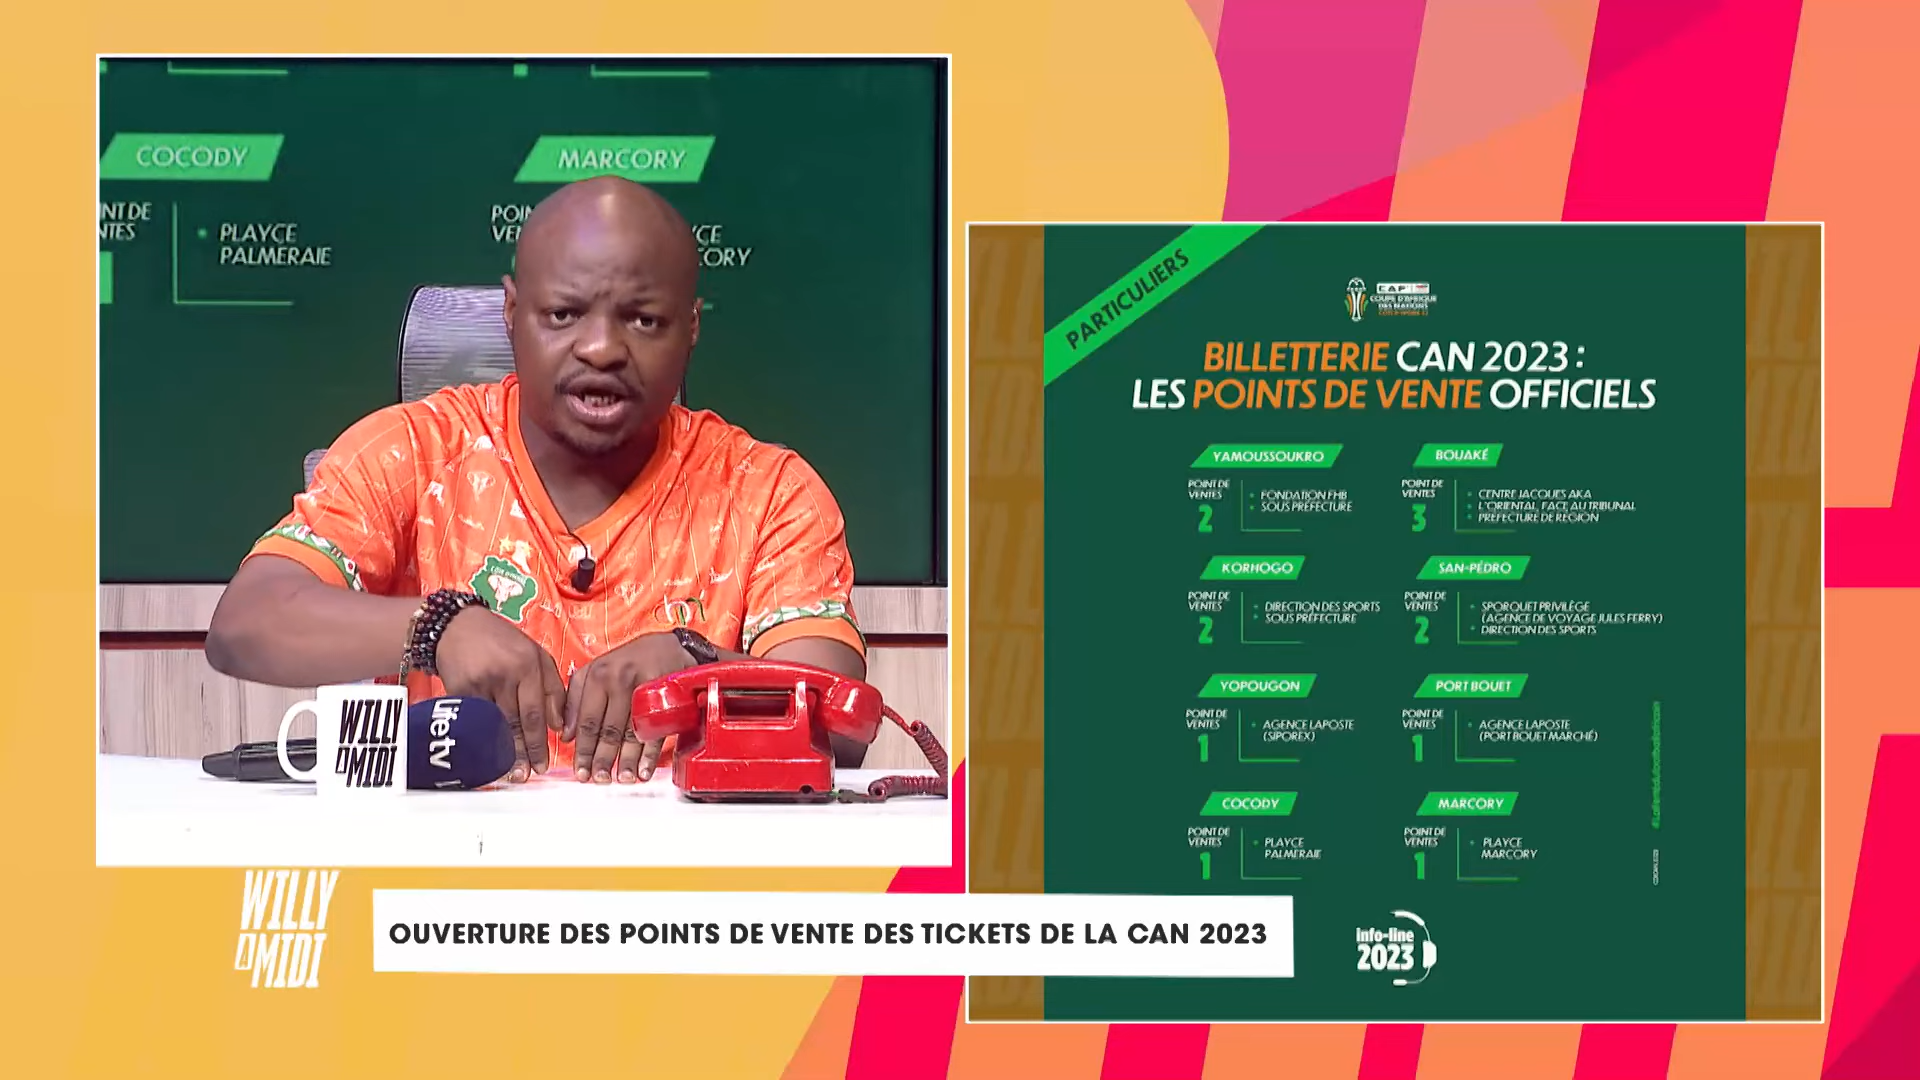 COCODY
MARCORY
NT DE
NTES
PLAYCE
PALMERAIE
POIN
VEN
CE
CORY
WILLY
A MIDI
Life tv
PARTICULIERS
CAF
COUPE D'AFRIQUE
DES NATIONS
BILLETTERIE CAN 2023 :
LES POINTS DE VENTE OFFICIELS
YAMOUSSOUKRO
POINT DE
VENTES
2
FONDATION FHB
SOUS PRÉFECTURE
BOUAKÉ
POINT DE
VENTES
3
CENTRE JACQUES AKA
L'ORIENTAL, FACE AU TRIBUNAL
PRÉFECTURE DE RÉGION
KORHOGO
POINT DE
VENTES
2
DIRECTION DES SPORTS
SOUS PRÉFECTURE
SAN-PÉDRO
POINT DE
VENTES
2
SPORQUET PRIVILÈGE
(AGENCE DE VOYAGE JULES FERRY)
DIRECTION DES SPORTS
YOPOUGON
POINT DE
VENTES
1
AGENCE LAPOSTE
(SIPOREX)
PORT BOUET
POINT DE
VENTES
1
AGENCE LAPOSTE
(PORT BOUET MARCHÉ)
COCODY
POINT DE
VENTES
1
PLAYCE
PALMERAIE
MARCORY
POINT DE
VENTES
1
PLAYCE
MARCORY
info-line
2023
WILLY
A MIDI
OUVERTURE DES POINTS DE VENTE DES TICKETS DE LA CAN 2023